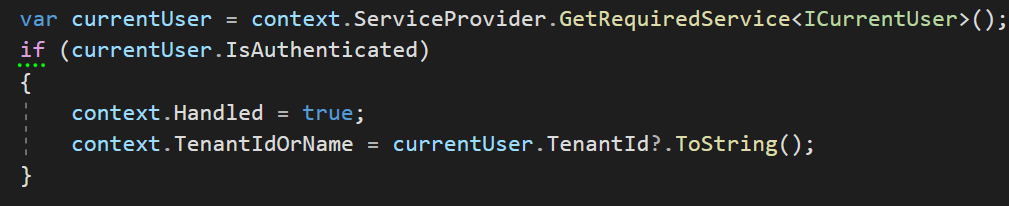 var currentUser = context.ServiceProvider.GetRequiredService<ICurrentUser>();
if (currentUser.IsAuthenticated)
{
    context.Handled = true;
    context.TenantIdOrName = currentUser.TenantId?.ToString();
}